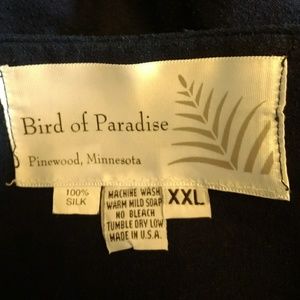 Bird of Paradise
Pinewood, Minnesota
100%
SILK
MACHINE WASH
WARM MILD SOAP
NO BLEACH
TUMBLE DRY LOW
MADE IN U.S.A.
XXL